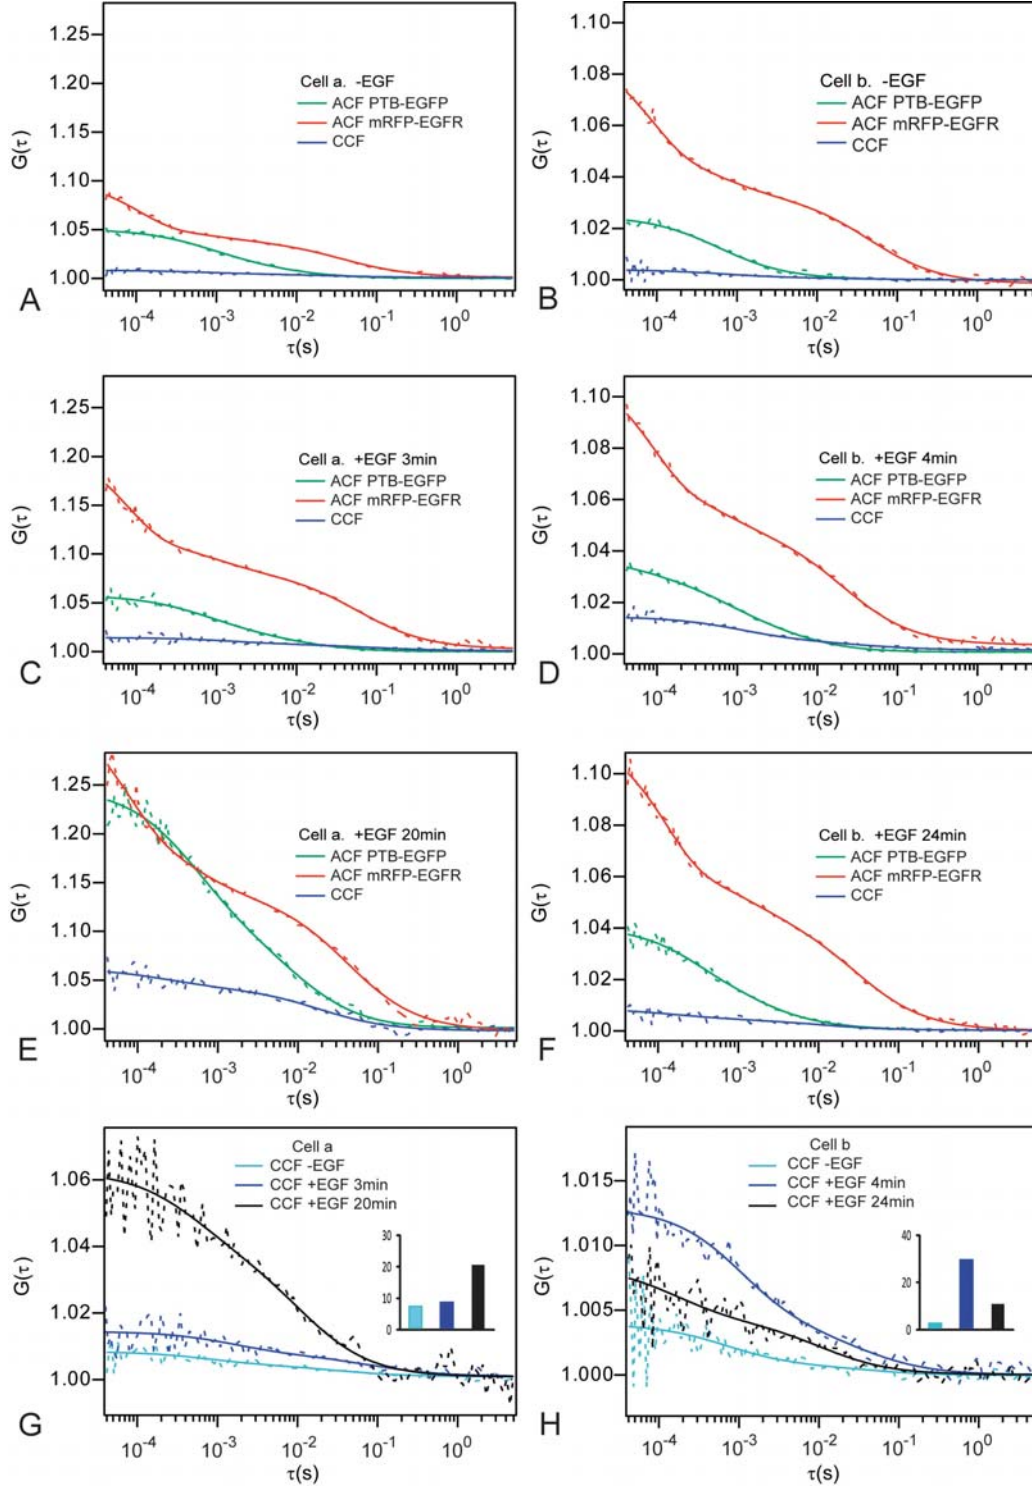 1.25
1.20
1.15
1.10
1.05
1.00
G(τ)
Cell a. -EGF
ACF PTB-EGFP
ACF mRFP-EGFR
CCF
A
10-4
10-3
10-2
10-1
100
τ(s)
1.10
1.08
1.06
1.04
1.02
1.00
G(τ)
Cell b. -EGF
ACF PTB-EGFP
ACF mRFP-EGFR
CCF
B
10-4
10-3
10-2
10-1
100
τ(s)
1.25
1.20
1.15
1.10
1.05
1.00
G(τ)
Cell a. +EGF 3min
ACF PTB-EGFP
ACF mRFP-EGFR
CCF
C
10-4
10-3
10-2
10-1
100
τ(s)
1.10
1.08
1.06
1.04
1.02
1.00
G(τ)
Cell b. +EGF 4min
ACF PTB-EGFP
ACF mRFP-EGFR
CCF
D
10-4
10-3
10-2
10-1
100
τ(s)
1.25
1.20
1.15
1.10
1.05
1.00
G(τ)
Cell a. +EGF 20min
ACF PTB-EGFP
ACF mRFP-EGFR
CCF
E
10-4
10-3
10-2
10-1
100
τ(s)
1.10
1.08
1.06
1.04
1.02
1.00
G(τ)
Cell b. +EGF 24min
ACF PTB-EGFP
ACF mRFP-EGFR
CCF
F
10-4
10-3
10-2
10-1
100
τ(s)
1.06
1.04
1.02
1.00
G(τ)
Cell a
CCF -EGF
CCF +EGF 3min
CCF +EGF 20min
30
20
10
0
G
10-4
10-3
10-2
10-1
100
τ(s)
1.015
1.010
1.005
1.000
G(τ)
Cell b
CCF -EGF
CCF +EGF 4min
CCF +EGF 24min
40
20
0
H
10-4
10-3
10-2
10-1
100
τ(s)